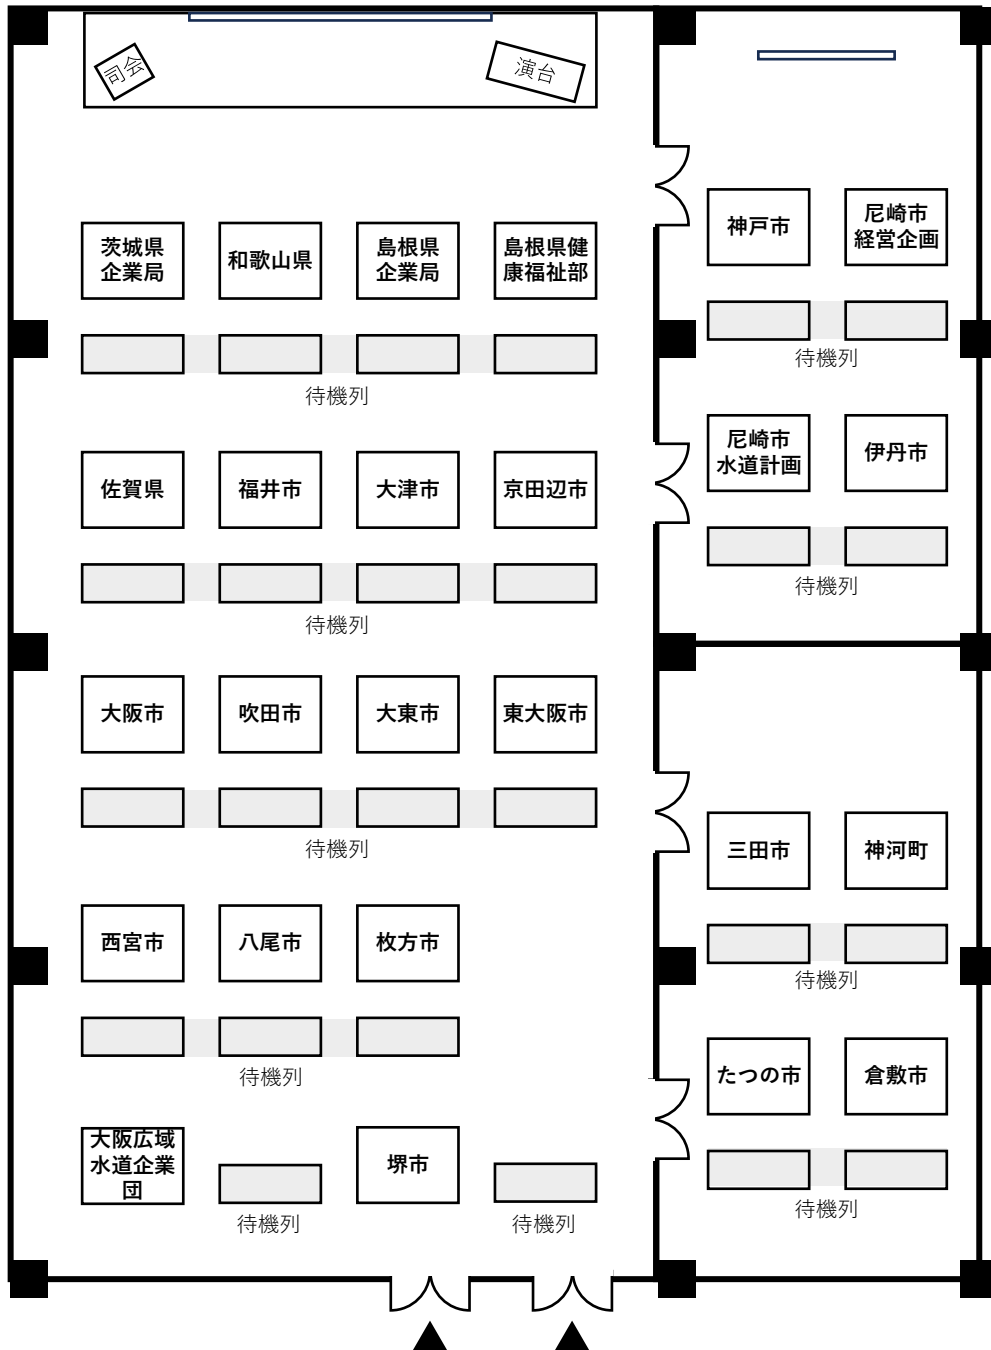 司会
演台
茨城県
企業局
和歌山県
島根県
企業局
島根県健
康福祉部
待機列
佐賀県
福井市
大津市
京田辺市
待機列
大阪市
吹田市
大東市
東大阪市
待機列
西宮市
八尾市
枚方市
待機列
大阪広域
水道企業
団
待機列
堺市
待機列
神戸市
尼崎市
経営企画
待機列
尼崎市
水道計画
伊丹市
待機列
三田市
神河町
待機列
たつの市
倉敷市
待機列